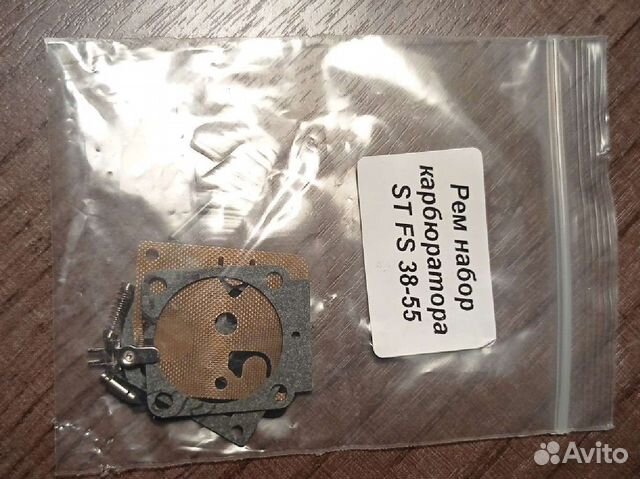 Рем набор
карбюратора
ST FS 38-55
Avito